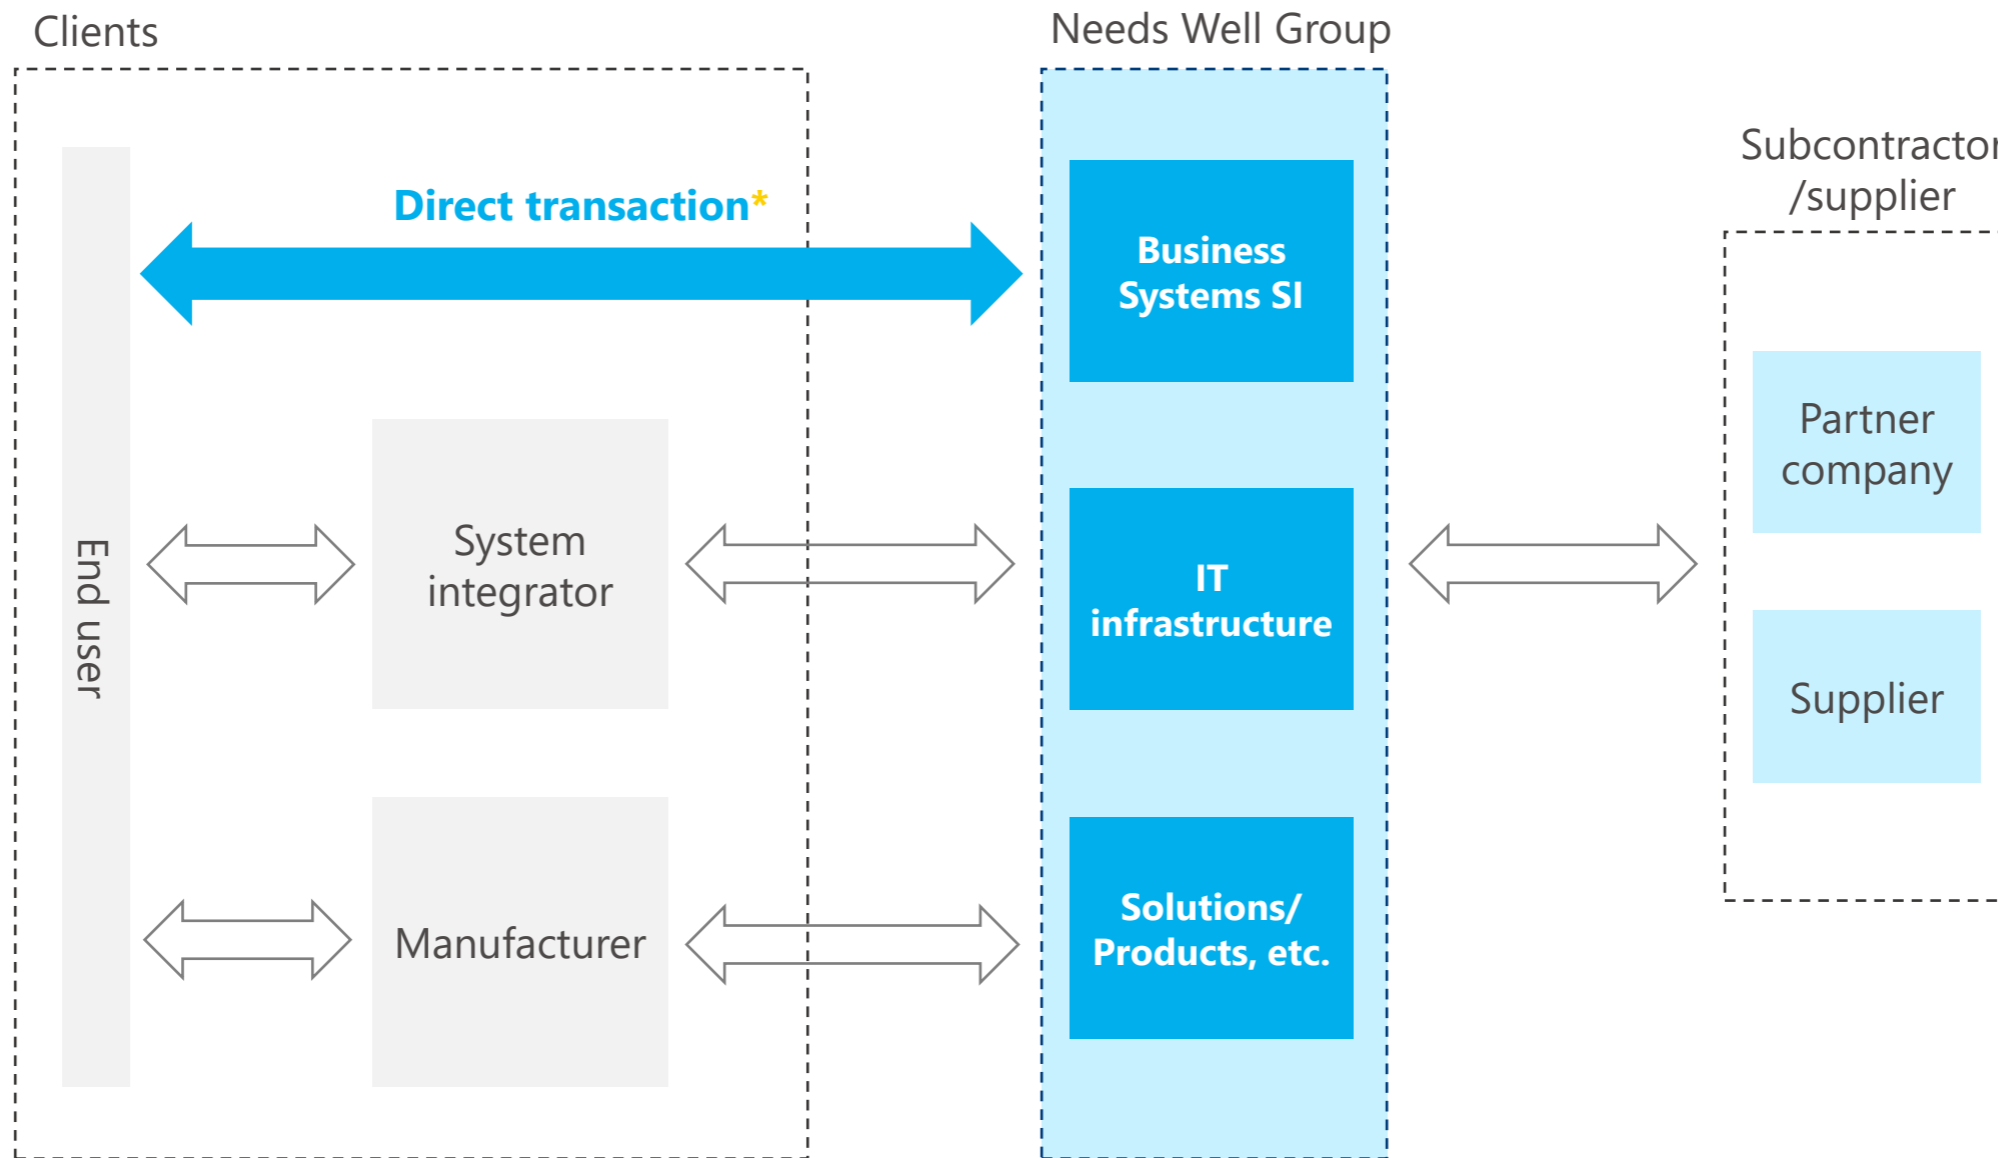 Clients
Needs Well Group
Subcontractor
/supplier
Direct transaction*
Business
Systems SI
Partner
company
End user
System
integrator
IT
infrastructure
Supplier
Manufacturer
Solutions/
Products, etc.